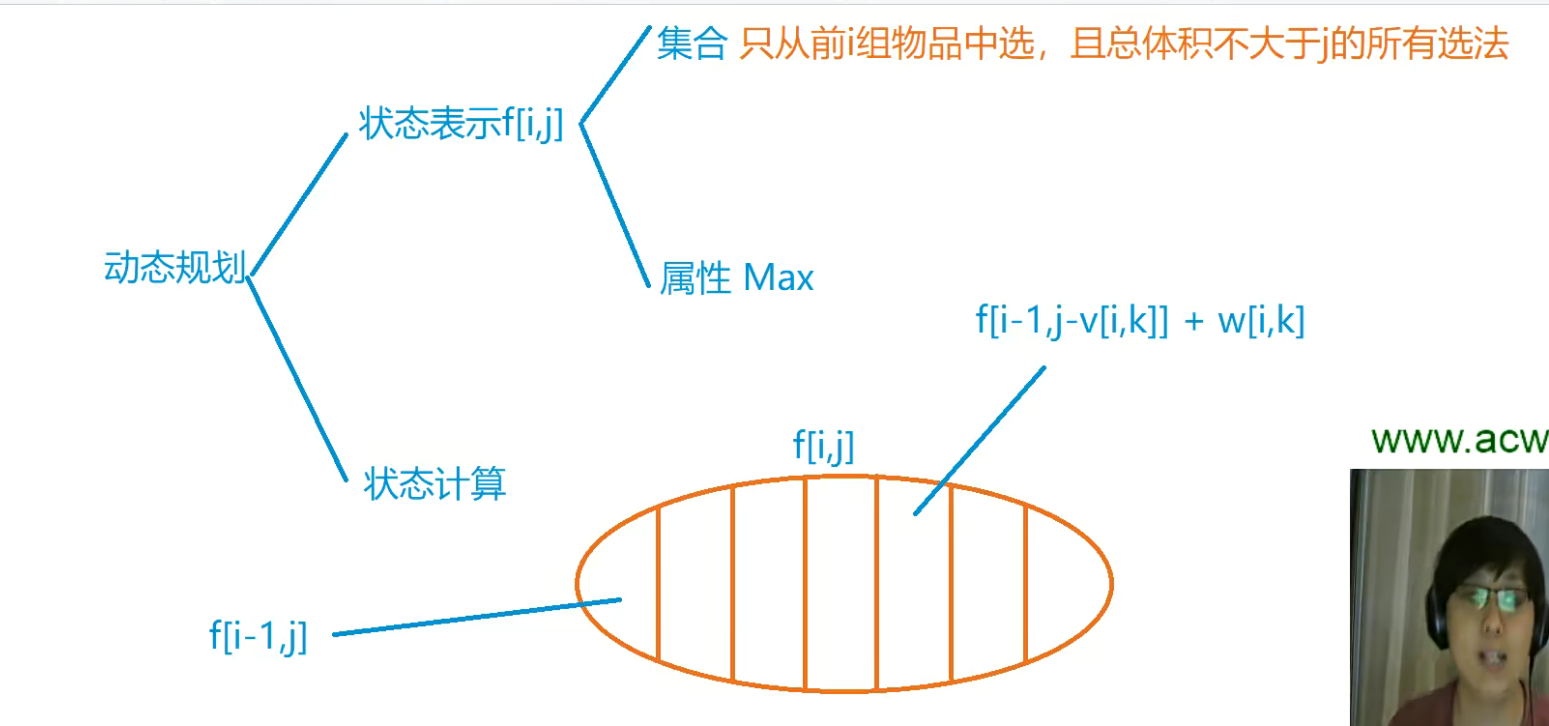 集合 只从前i组物品中选，且总体积不大于j的所有选法
状态表示f[i,j]
动态规划
属性 Max
f[i-1,j-v[i,k]] + w[i,k]
f[i,j]
www.acw
状态计算
f[i-1,j]